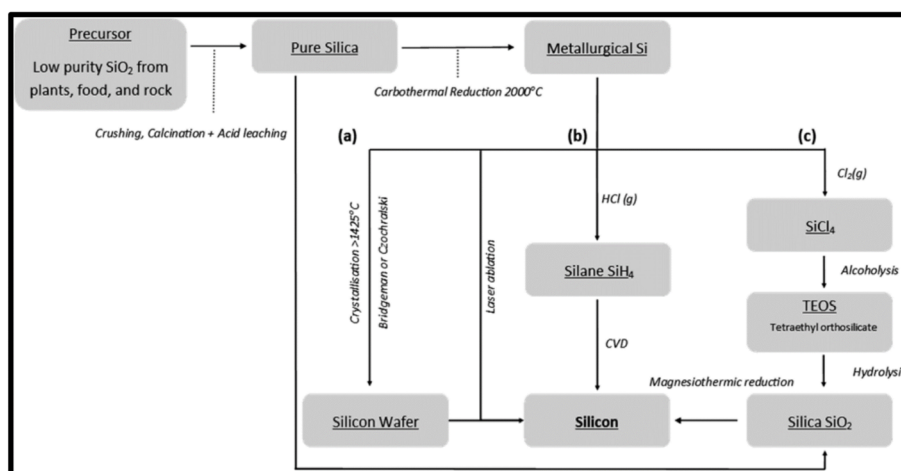 Precursor
Low purity SiO₂ from
plants, food, and rock
Pure Silica
Metallurgical Si
Carbothermal Reduction 2000°C
Crushing, Calcination + Acid leaching
(a)
(b)
(c)
Cl₂(g)
HCl (g)
SiCl₄
Crystallisation >1425°C
Bridgeman or Czochralski
Laser ablation
Silane SiH₄
Alcoholysis
TEOS
Tetraethyl orthosilicate
CVD
Hydrolysi
Magnesiothermic reduction
Silicon Wafer
Silicon
Silica SiO₂